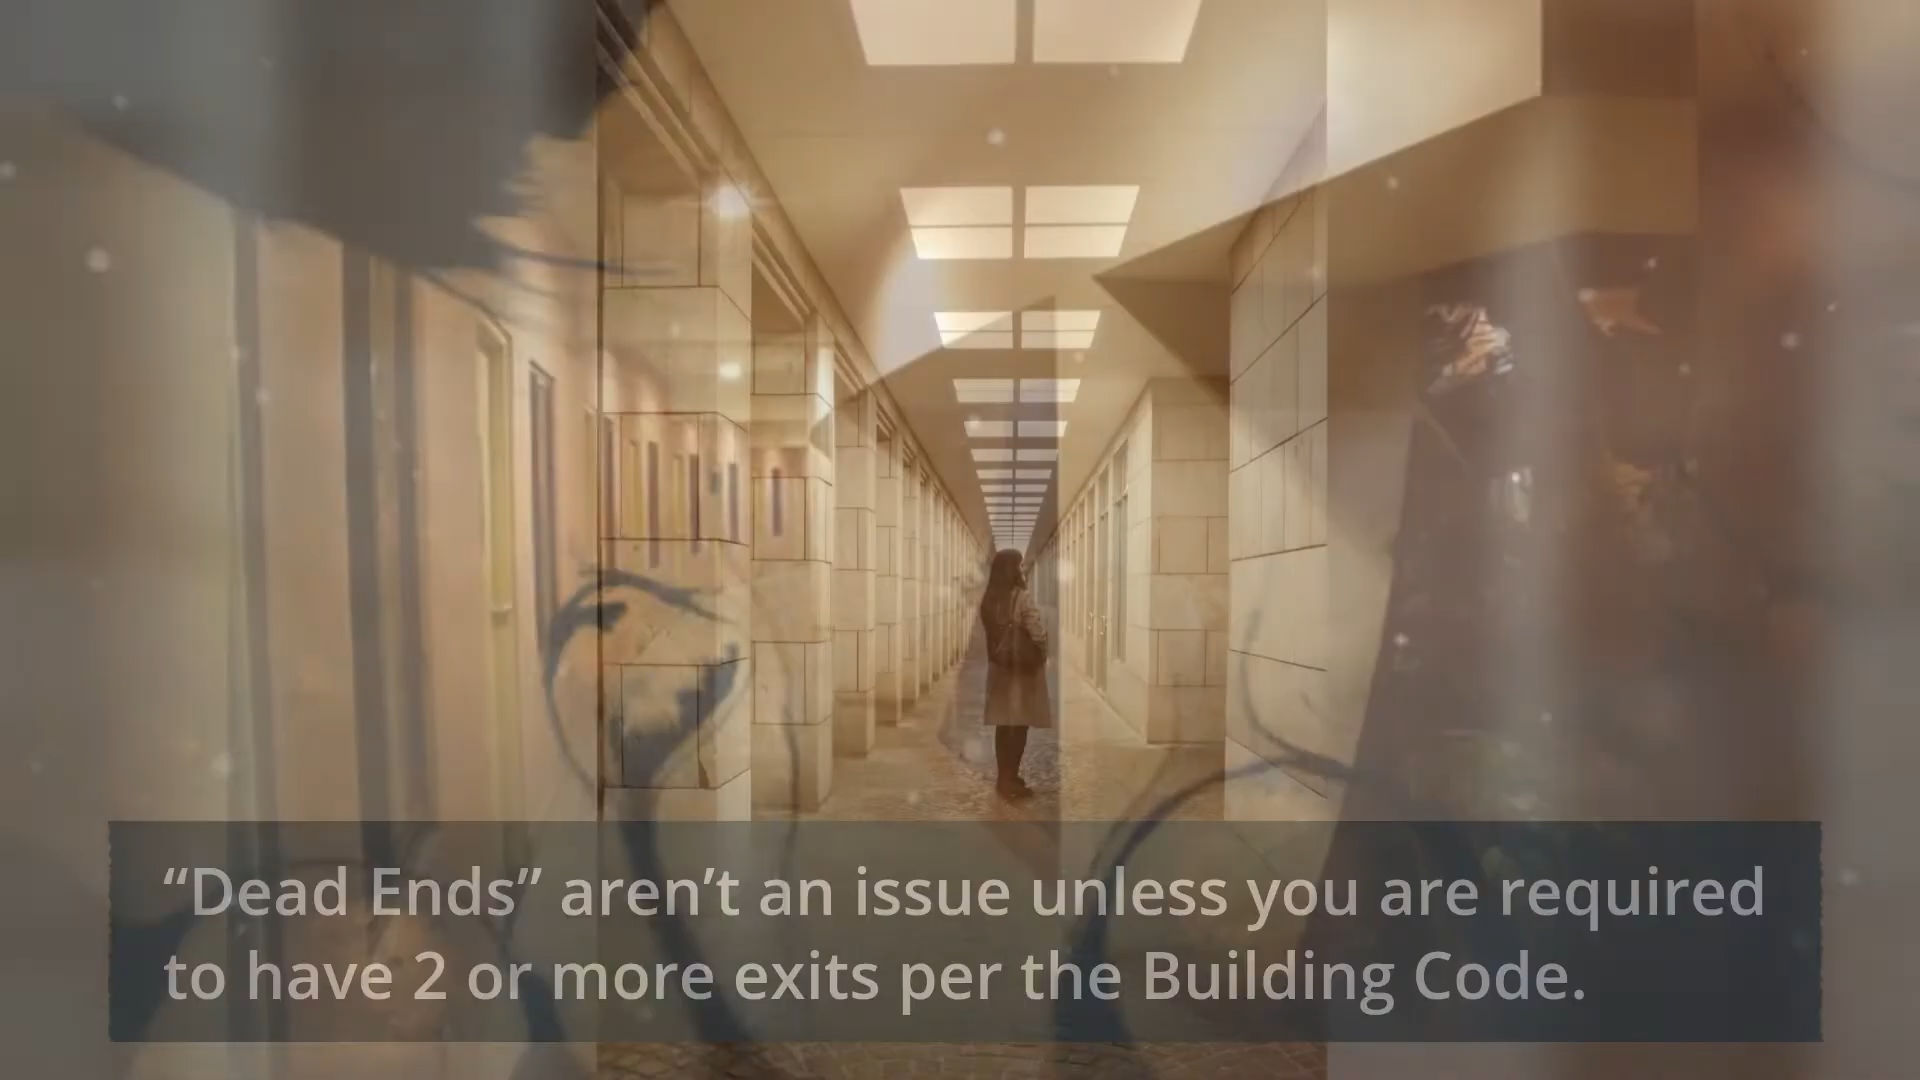 “Dead Ends” aren’t an issue unless you are required
to have 2 or more exits per the Building Code.